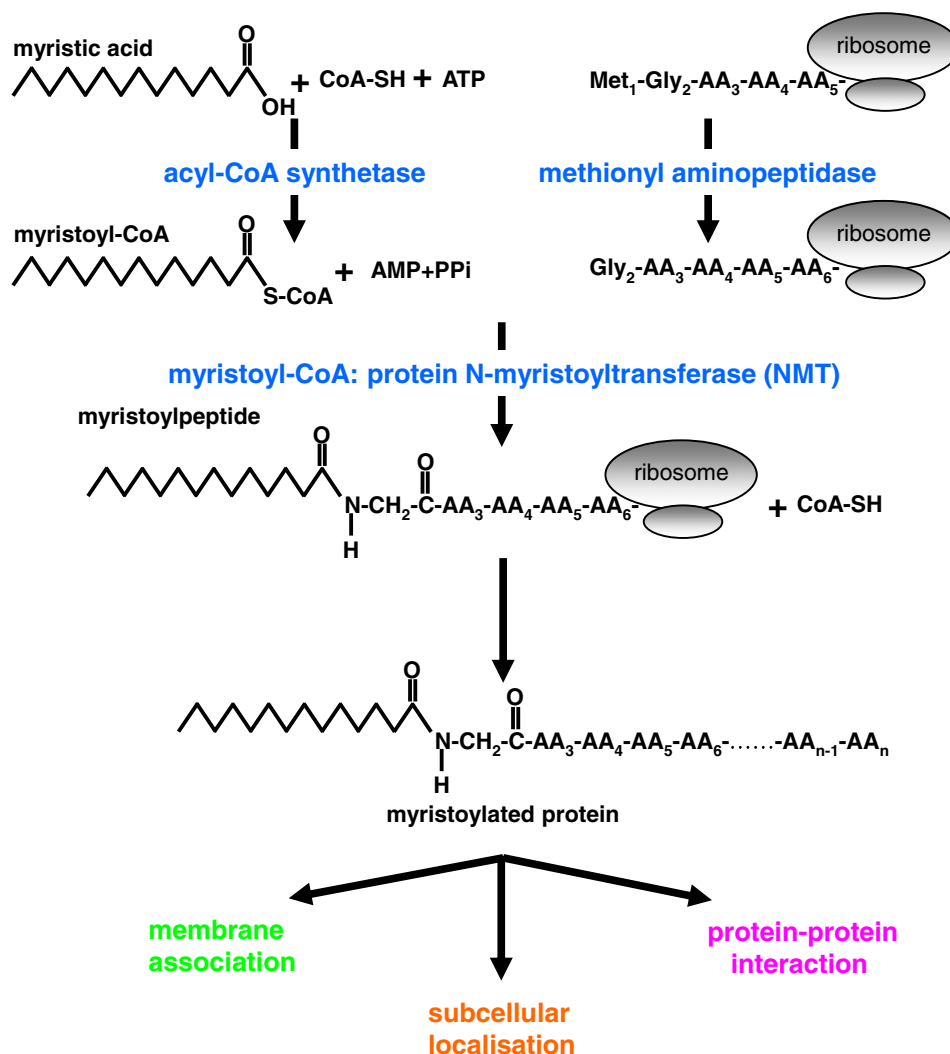 myristic acid
O
OH
+ CoA-SH + ATP
Met₁-Gly₂-AA₃-AA₄-AA₅-
ribosome
acyl-CoA synthetase
methionyl aminopeptidase
myristoyl-CoA
O
S-CoA
+ AMP+PPi
Gly₂-AA₃-AA₄-AA₅-AA₆-
ribosome
myristoyl-CoA: protein N-myristoyltransferase (NMT)
myristoylpeptide
O
O
N-CH₂-C-AA₃-AA₄-AA₅-AA₆-
H
ribosome
+ CoA-SH
O
O
N-CH₂-C-AA₃-AA₄-AA₅-AA₆-......-AAₙ₋₁-AAₙ
H
myristoylated protein
membrane
association
protein-protein
interaction
subcellular
localisation